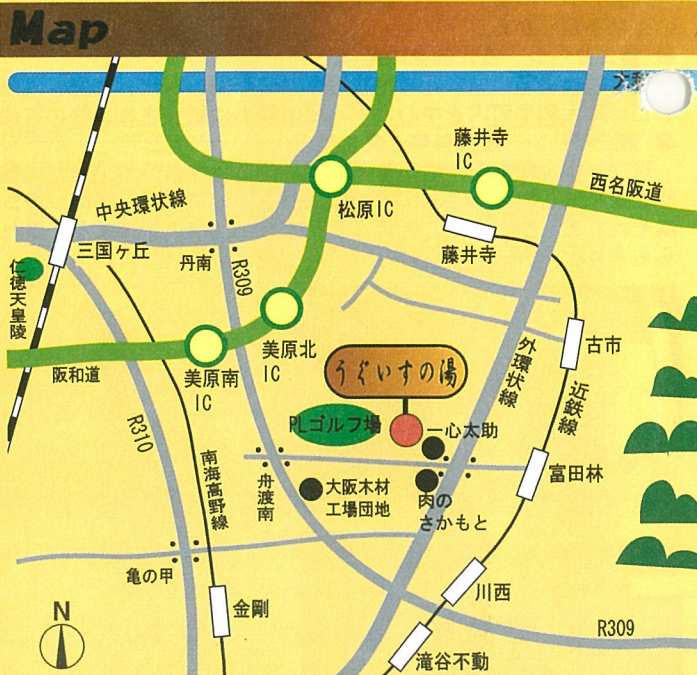 Map
藤井寺
IC
西名阪道
中央環状線
松原IC
三国ヶ丘
丹南
R309
藤井寺
仁徳天皇陵
美原北
IC
阪和道
美原南
IC
外環状線
古市
近鉄線
うぐいすの湯
PLゴルフ場
一心太助
R310
南海高野線
舟渡南
大阪木材
工場団地
肉の
さかもと
富田林
亀の甲
川西
金剛
N
R309
滝谷不動